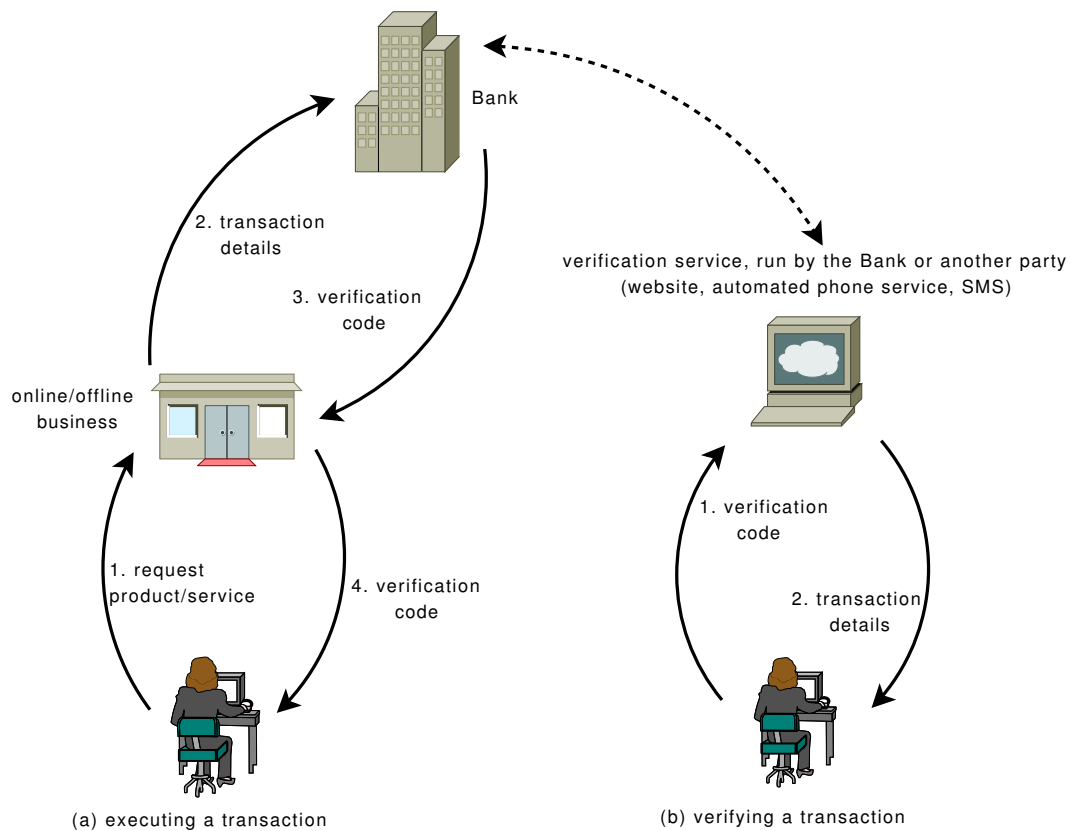 Bank
2. transaction
details
3. verification
code
online/offline
business
1. request
product/service
4. verification
code
(a) executing a transaction
verification service, run by the Bank or another party
(website, automated phone service, SMS)
1. verification
code
2. transaction
details
(b) verifying a transaction